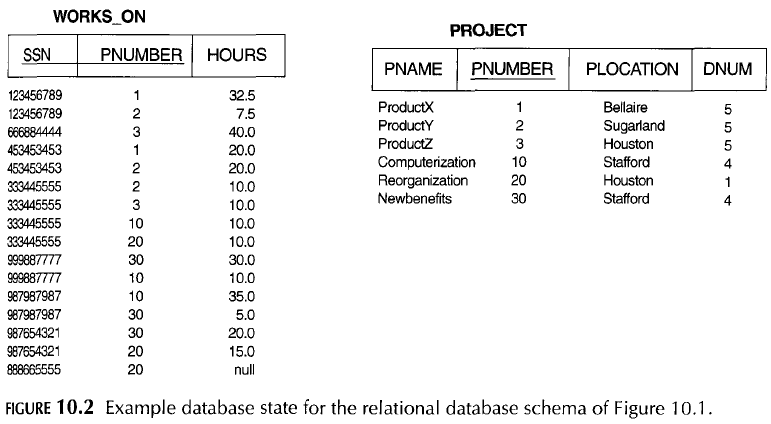 WORKS_ON
SSN PNUMBER HOURS
123456789 1 32.5
123456789 2 7.5
666884444 3 40.0
453453453 1 20.0
453453453 2 20.0
333445555 2 10.0
333445555 3 10.0
333445555 10 10.0
333445555 20 10.0
999887777 30 30.0
999887777 10 10.0
987987987 10 35.0
987987987 30 5.0
987654321 30 20.0
987654321 20 15.0
888665555 20 null
PROJECT
PNAME PNUMBER PLOCATION DNUM
ProductX 1 Bellaire 5
ProductY 2 Sugarland 5
ProductZ 3 Houston 5
Computerization 10 Stafford 4
Reorganization 20 Houston 1
Newbenefits 30 Stafford 4
FIGURE 10.2 Example database state for the relational database schema of Figure 10.1.